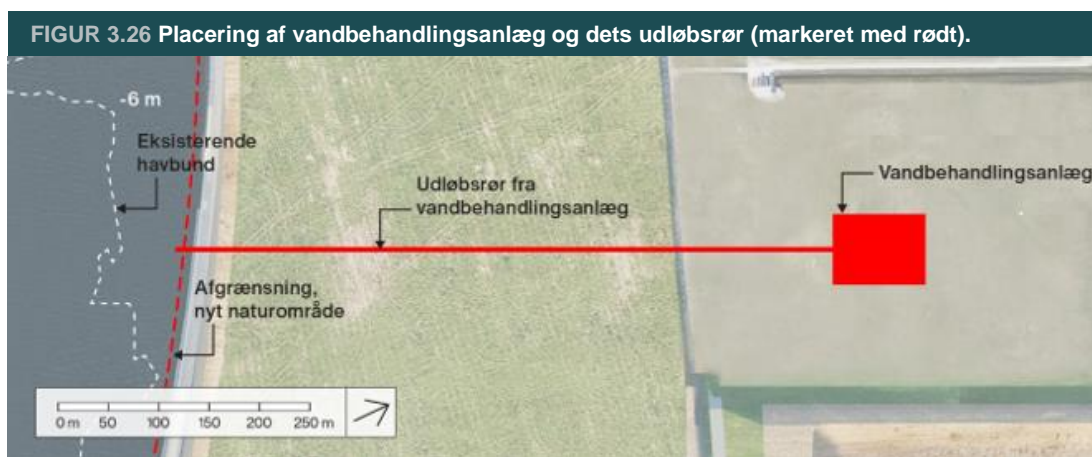 FIGUR 3.26 Placering af vandbehandlingsanlæg og dets udløbsrør (markeret med rødt).
-6 m
Eksisterende
havbund
Udløbsrør fra
vandbehandlingsanlæg
Vandbehandlingsanlæg
Afgrænsning,
nyt naturområde
0 m 50 100 150 200 250 m